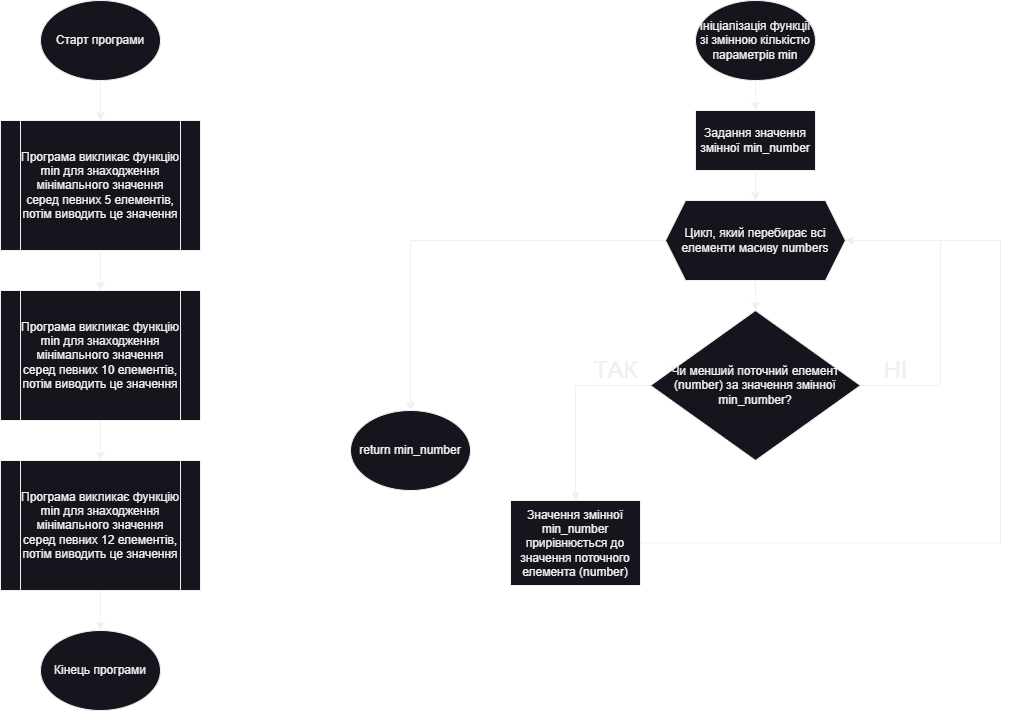 Старт програми
Програма викликає функцію
min для знаходження
мінімального значення
серед певних 5 елементів,
потім виводить це значення
Програма викликає функцію
min для знаходження
мінімального значення
серед певних 10 елементів,
потім виводить це значення
Програма викликає функцію
min для знаходження
мінімального значення
серед певних 12 елементів,
потім виводить це значення
Кінець програми
Ініціалізація функції
зі змінною кількістю
параметрів min
Задання значення
змінної min_number
Цикл, який перебирає всі
елементи масиву numbers
ТАК
Чи менший поточний елемент
(number) за значення змінної
min_number?
НІ
return min_number
Значення змінної
min_number
прирівнюється до
значення поточного
елемента (number)